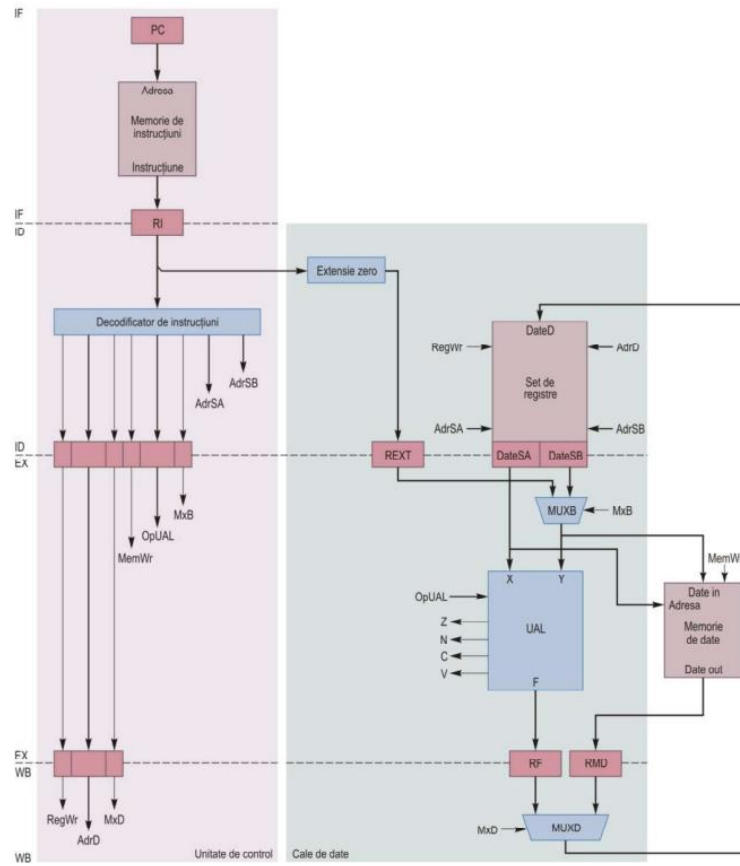 IF
PC
Adresa
Memorie de
instrucțiuni
Instrucțiune
IF
ID
RI
Extensie zero
Decodificator de instrucțiuni
DateD
RegWr
AdrD
Set de
registre
AdrSB
AdrSA
AdrSA
AdrSB
ID
EX
REXT
DateSA
DateSB
MxB
MUXB
MxB
OpUAL
MemWr
MemW
X
Y
Date in
Adresa
OpUAL
UAL
Memorie
de date
Z
N
C
V
Date out
F
EX
WB
RF
RMD
RegWr
MxD
AdrD
MxD
MUXD
WB
Unitate de control
Cale de date